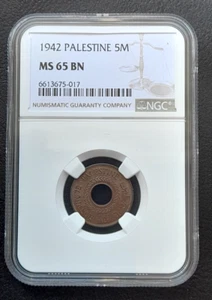 1942 PALESTINE 5M
MS 65 BN
6613675-017
NUMISMATIC GUARANTY COMPANY
NGC